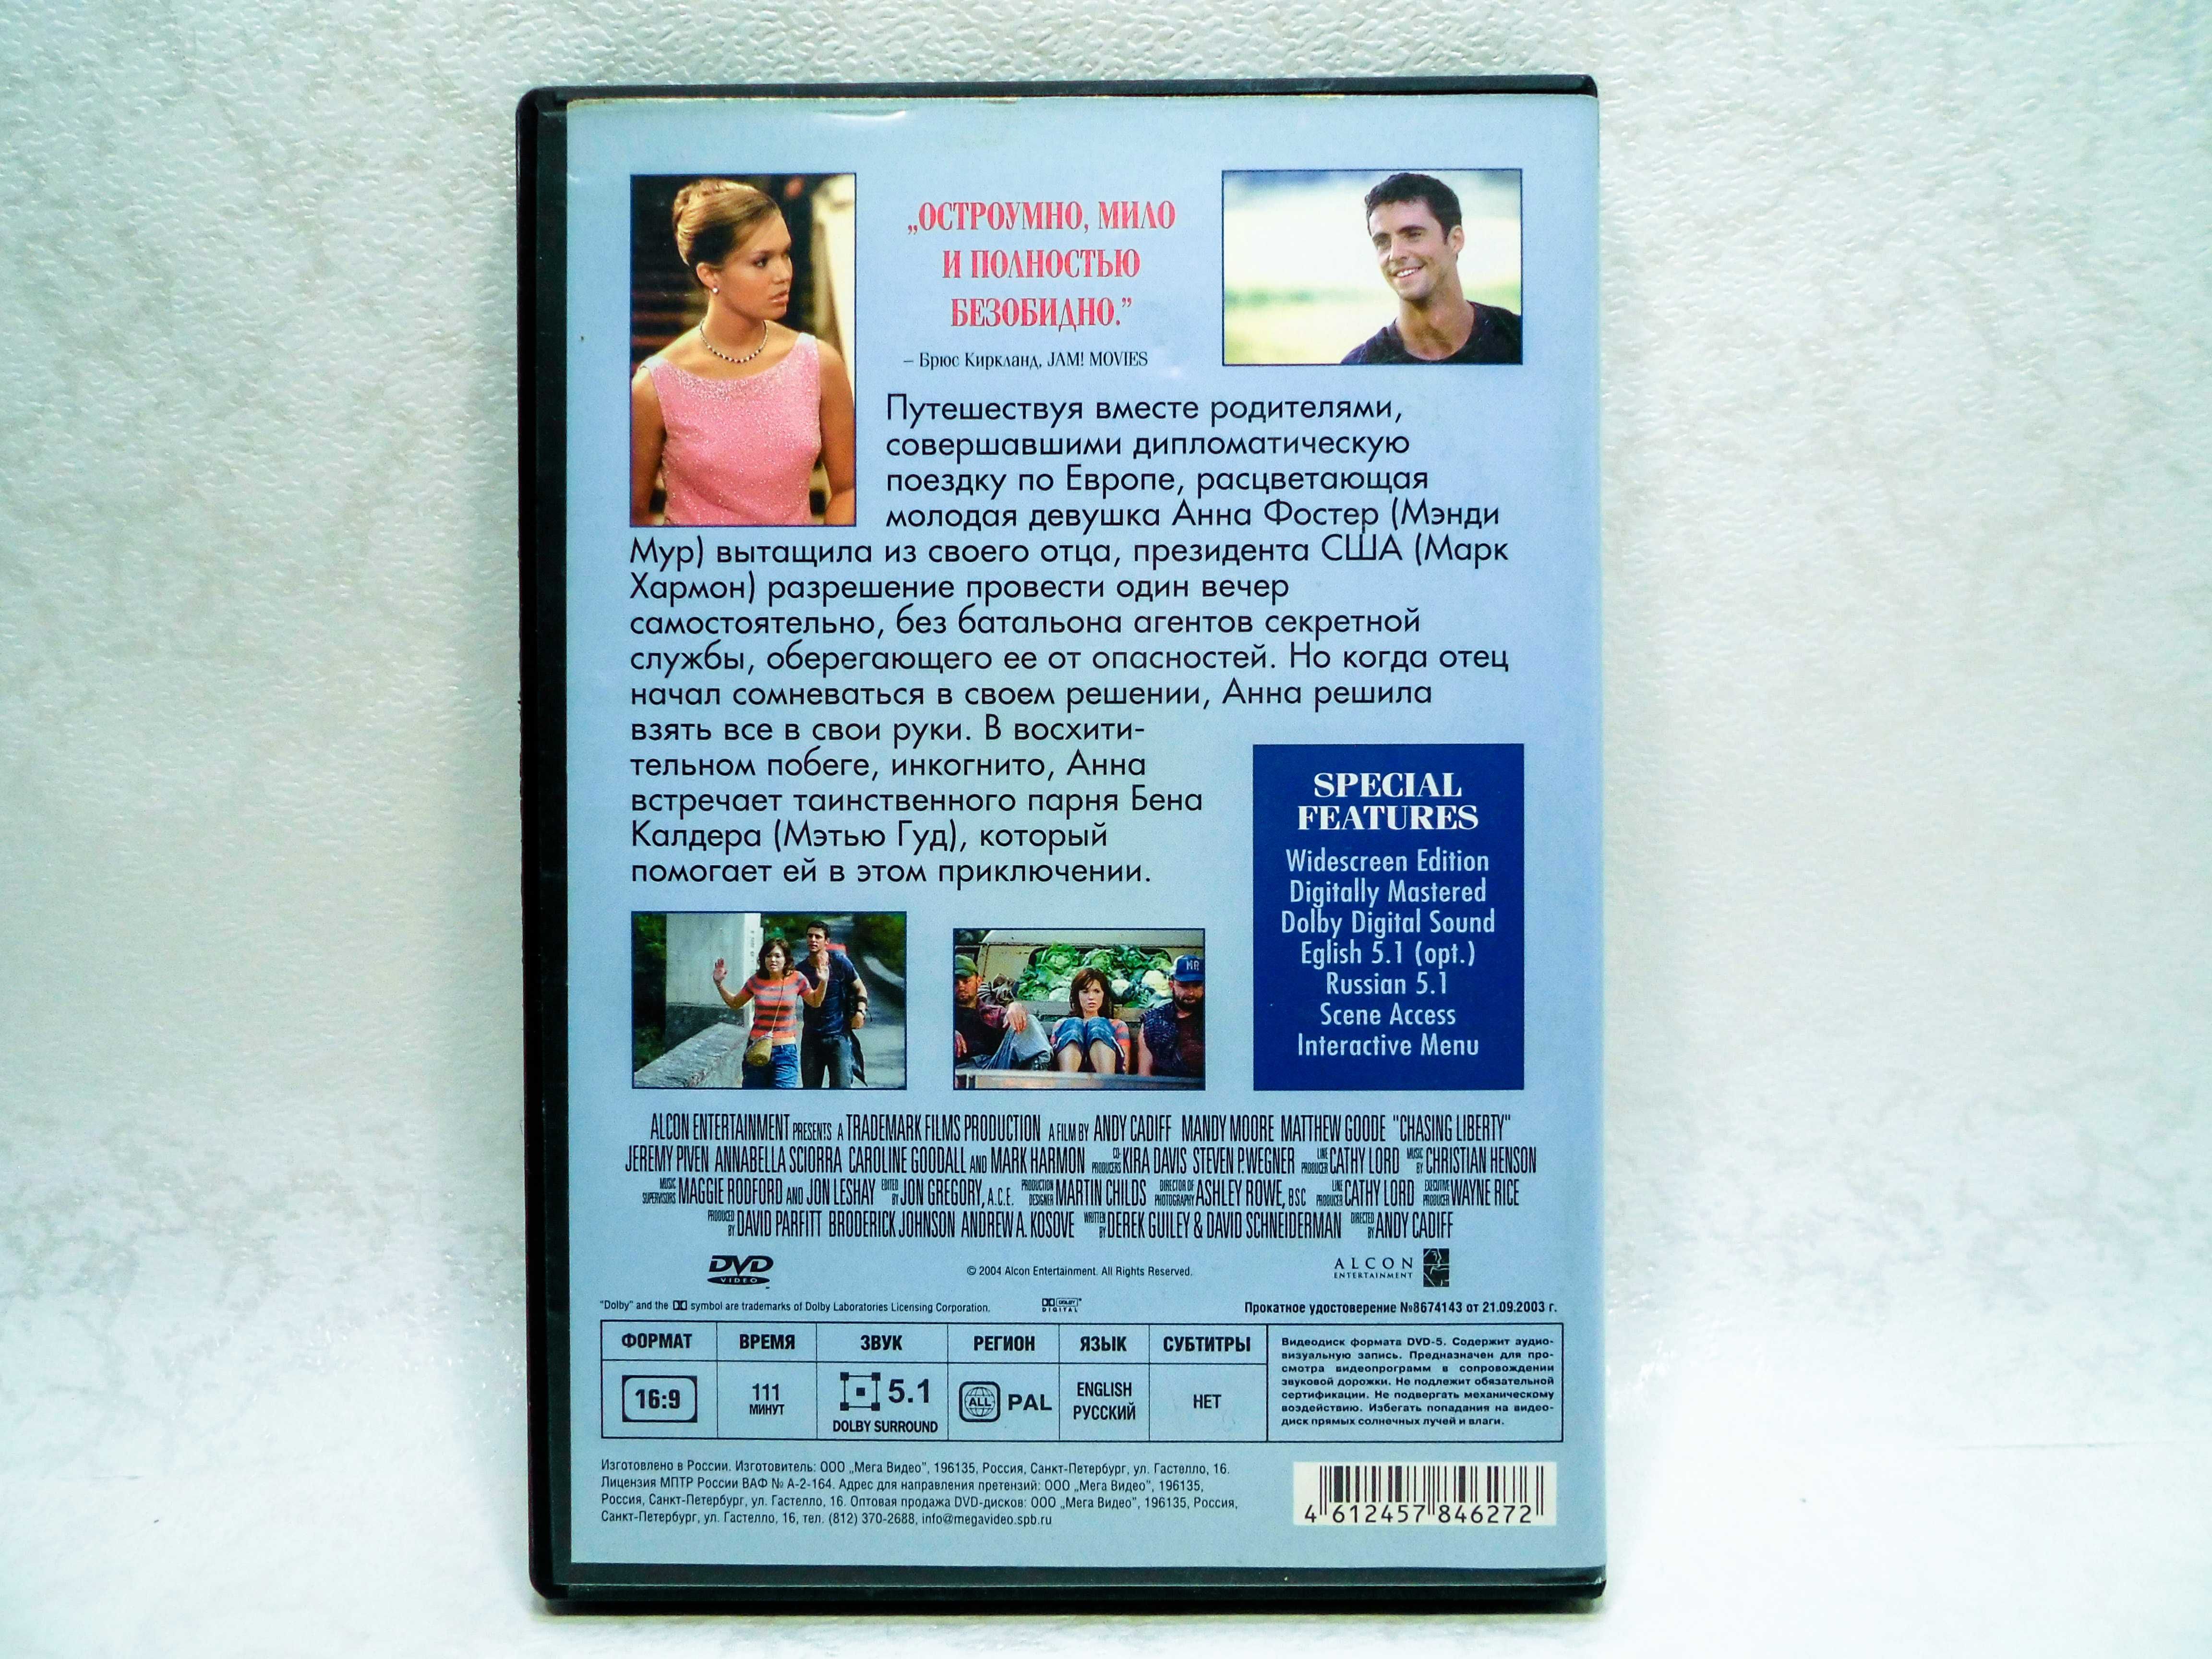 „ОСТРОУМНО, МИЛО
И ПОЛНОСТЬЮ
БЕЗОБИДНО.”
– Брюс Киркланд, JAM! MOVIES
Путешествуя вместе родителями,
совершавшими дипломатическую
поездку по Европе, расцветающая
молодая девушка Анна Фостер (Мэнди
Мур) вытащила из своего отца, президента США (Марк
Хармон) разрешение провести один вечер
самостоятельно, без батальона агентов секретной
службы, оберегающего ее от опасностей. Но когда отец
начал сомневаться в своем решении, Анна решила
взять все в свои руки. В восхити-
тельном побеге, инкогнито, Анна
встречает таинственного парня Бена
Калдера (Мэтью Гуд), который
помогает ей в этом приключении.
SPECIAL
FEATURES
Widescreen Edition
Digitally Mastered
Dolby Digital Sound
Eglish 5.1 (opt.)
Russian 5.1
Scene Access
Interactive Menu
ALCON ENTERTAINMENT PRESENTS A TRADEMARK FILMS PRODUCTION A FILM BY ANDY CADIFF MANDY MOORE MATTHEW GOODE "CHASING LIBERTY"
JEREMY PIVEN ANNABELLA SCIORRA CAROLINE GOODALL AND MARK HARMON CO-PRODUCERS KIRA DAVIS STEVEN P. WEGNER LINE PRODUCER CATHY LORD MUSIC BY CHRISTIAN HENSON
MUSIC SUPERVISORS MAGGIE RODFORD AND JON LESHAY EDITED BY JON GREGORY, A.C.E. PRODUCTION DESIGNER MARTIN CHILDS DIRECTOR OF PHOTOGRAPHY ASHLEY ROWE, BSC LINE PRODUCER CATHY LORD EXECUTIVE PRODUCER WAYNE RICE
PRODUCED BY DAVID PARFITT BRODERICK JOHNSON ANDREW A. KOSOVE WRITTEN BY DEREK GUILEY & DAVID SCHNEIDERMAN DIRECTED BY ANDY CADIFF
DVD VIDEO
© 2004 Alcon Entertainment. All Rights Reserved.
ALCON ENTERTAINMENT
"Dolby" and the symbol are trademarks of Dolby Laboratories Licensing Corporation.
DOLBY DIGITAL
Прокатное удостоверение №8674143 от 21.09.2003 г.
ФОРМАТ ВРЕМЯ ЗВУК РЕГИОН ЯЗЫК СУБТИТРЫ
16:9
111 МИНУТ
5.1 DOLBY SURROUND
ALL PAL
ENGLISH РУССКИЙ
НЕТ
Видеодиск формата DVD-5. Содержит аудио-
визуальную запись. Предназначен для про-
смотра видеопрограмм в сопровождении
звуковой дорожки. Не подлежит обязательной
сертификации. Не подвергать механическому
воздействию. Избегать попадания на видео-
диск прямых солнечных лучей и влаги.
Изготовлено в России. Изготовитель: ООО „Мега Видео”, 196135, Россия, Санкт-Петербург, ул. Гастелло, 16.
Лицензия МПТР России ВАФ № А-2-164. Адрес для направления претензий: ООО „Мега Видео”, 196135,
Россия, Санкт-Петербург, ул. Гастелло, 16. Оптовая продажа DVD-дисков: ООО „Мега Видео”, 196135, Россия,
Санкт-Петербург, ул. Гастелло, 16, тел. (812) 370-2688, info@megavideo.spb.ru
4 612457 846272